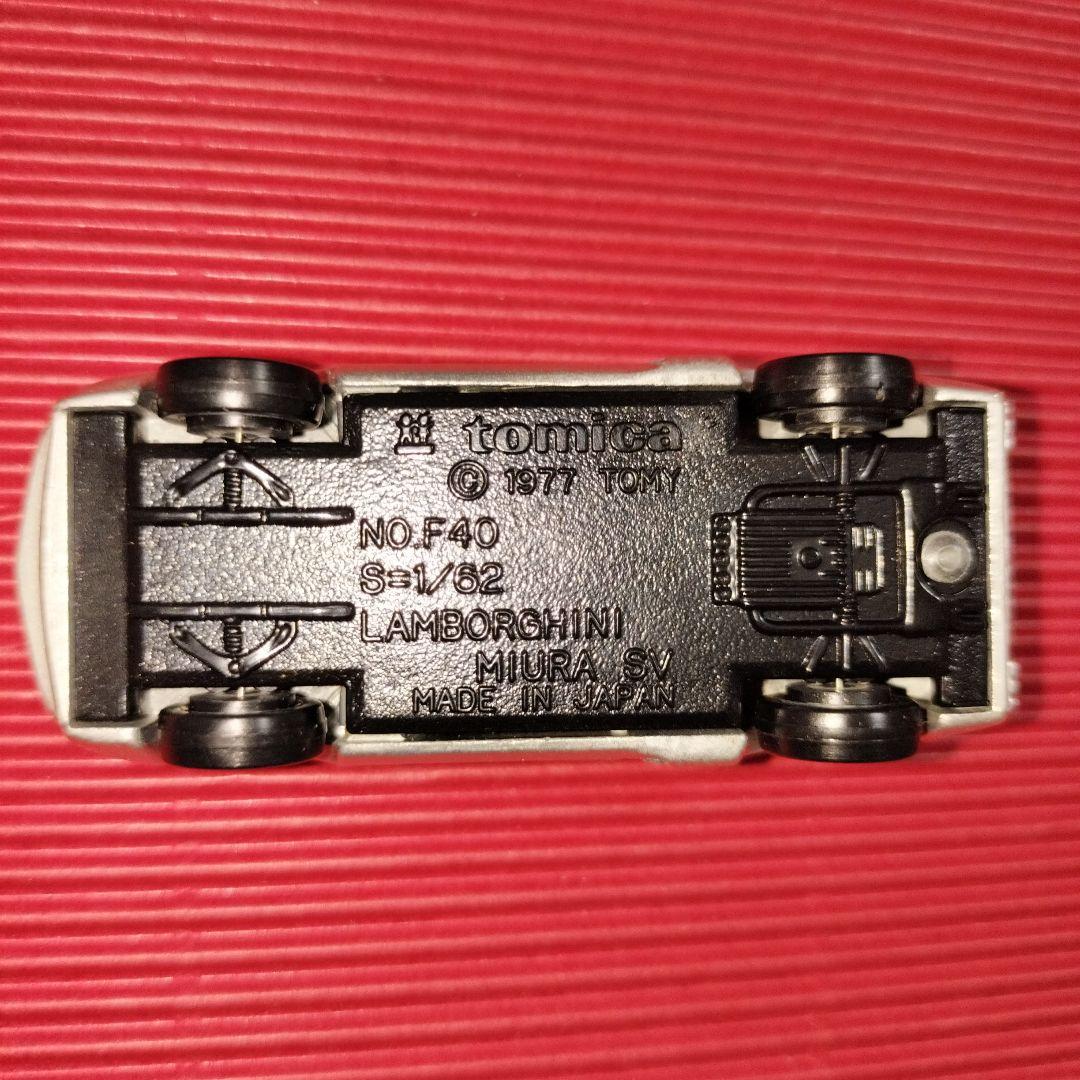 tomica
© 1977 TOMY
NO.F40
S=1/62
LAMBORGHINI
MIURA SV
MADE IN JAPAN